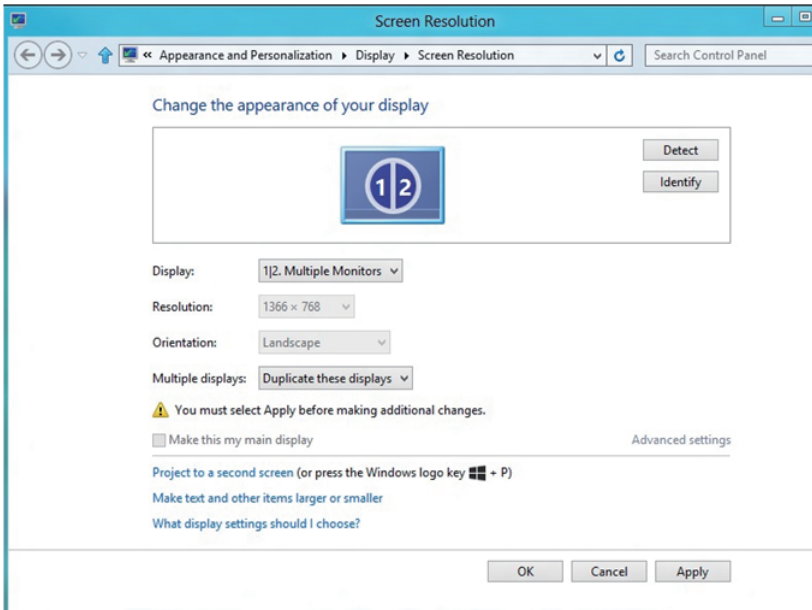 Screen Resolution
« Appearance and Personalization ▸ Display ▸ Screen Resolution
Search Control Panel
Change the appearance of your display
1|2
Detect
Identify
Display: 1|2. Multiple Monitors
Resolution: 1366 × 768
Orientation: Landscape
Multiple displays: Duplicate these displays
You must select Apply before making additional changes.
Make this my main display
Advanced settings
Project to a second screen (or press the Windows logo key + P)
Make text and other items larger or smaller
What display settings should I choose?
OK Cancel Apply